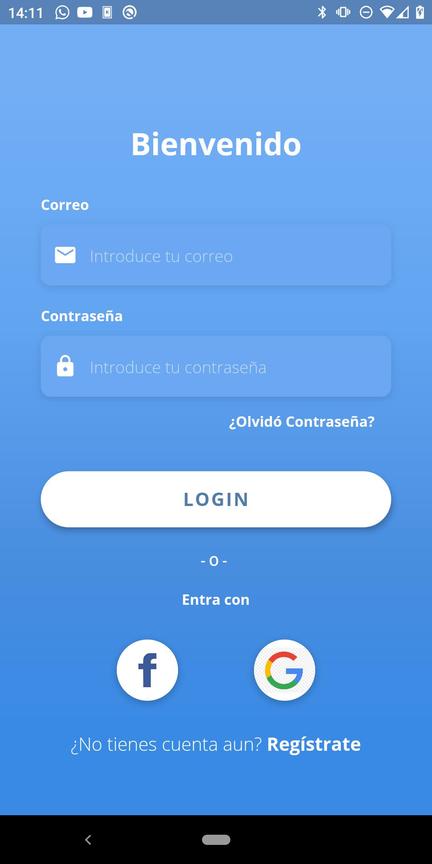 14:11
Bienvenido
Correo
Introduce tu correo
Contraseña
Introduce tu contraseña
¿Olvidó Contraseña?
LOGIN
- O -
Entra con
f G
¿No tienes cuenta aun? Regístrate